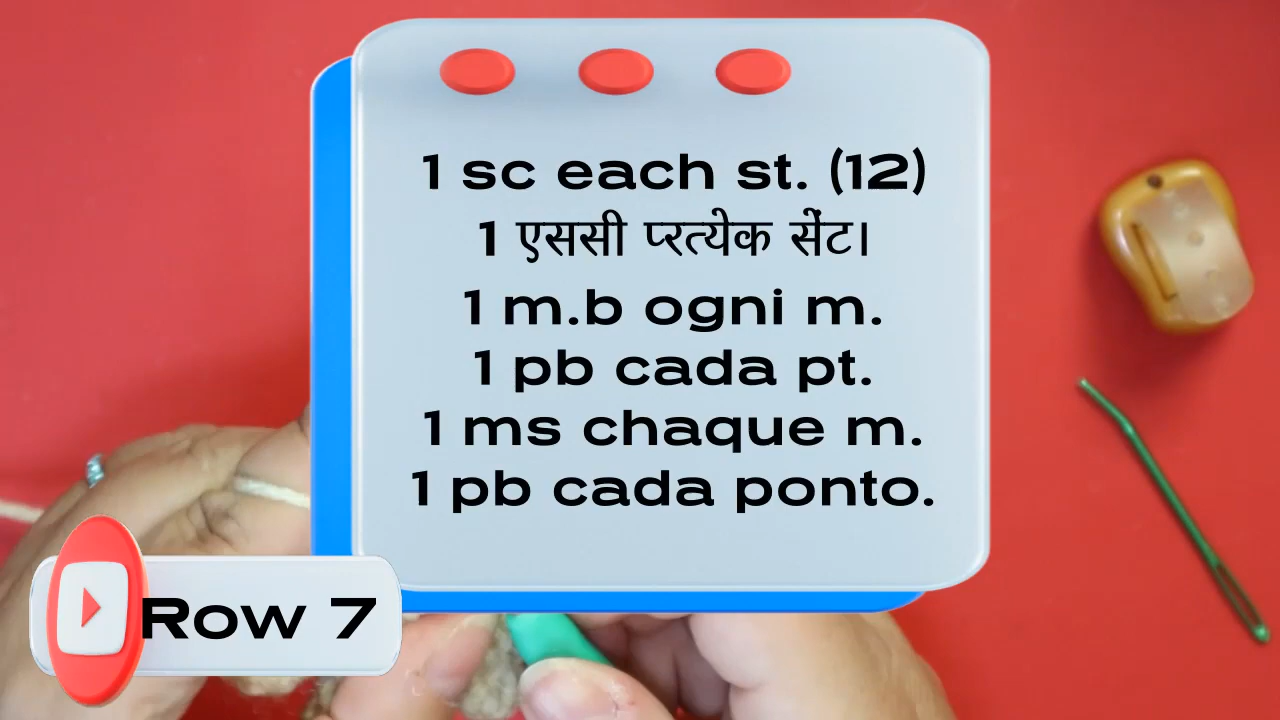 1 sc each st. (12)
1 एससी प्रत्येक सेंट।
1 m.b ogni m.
1 pb cada pt.
1 ms chaque m.
1 pb cada ponto.
Row 7